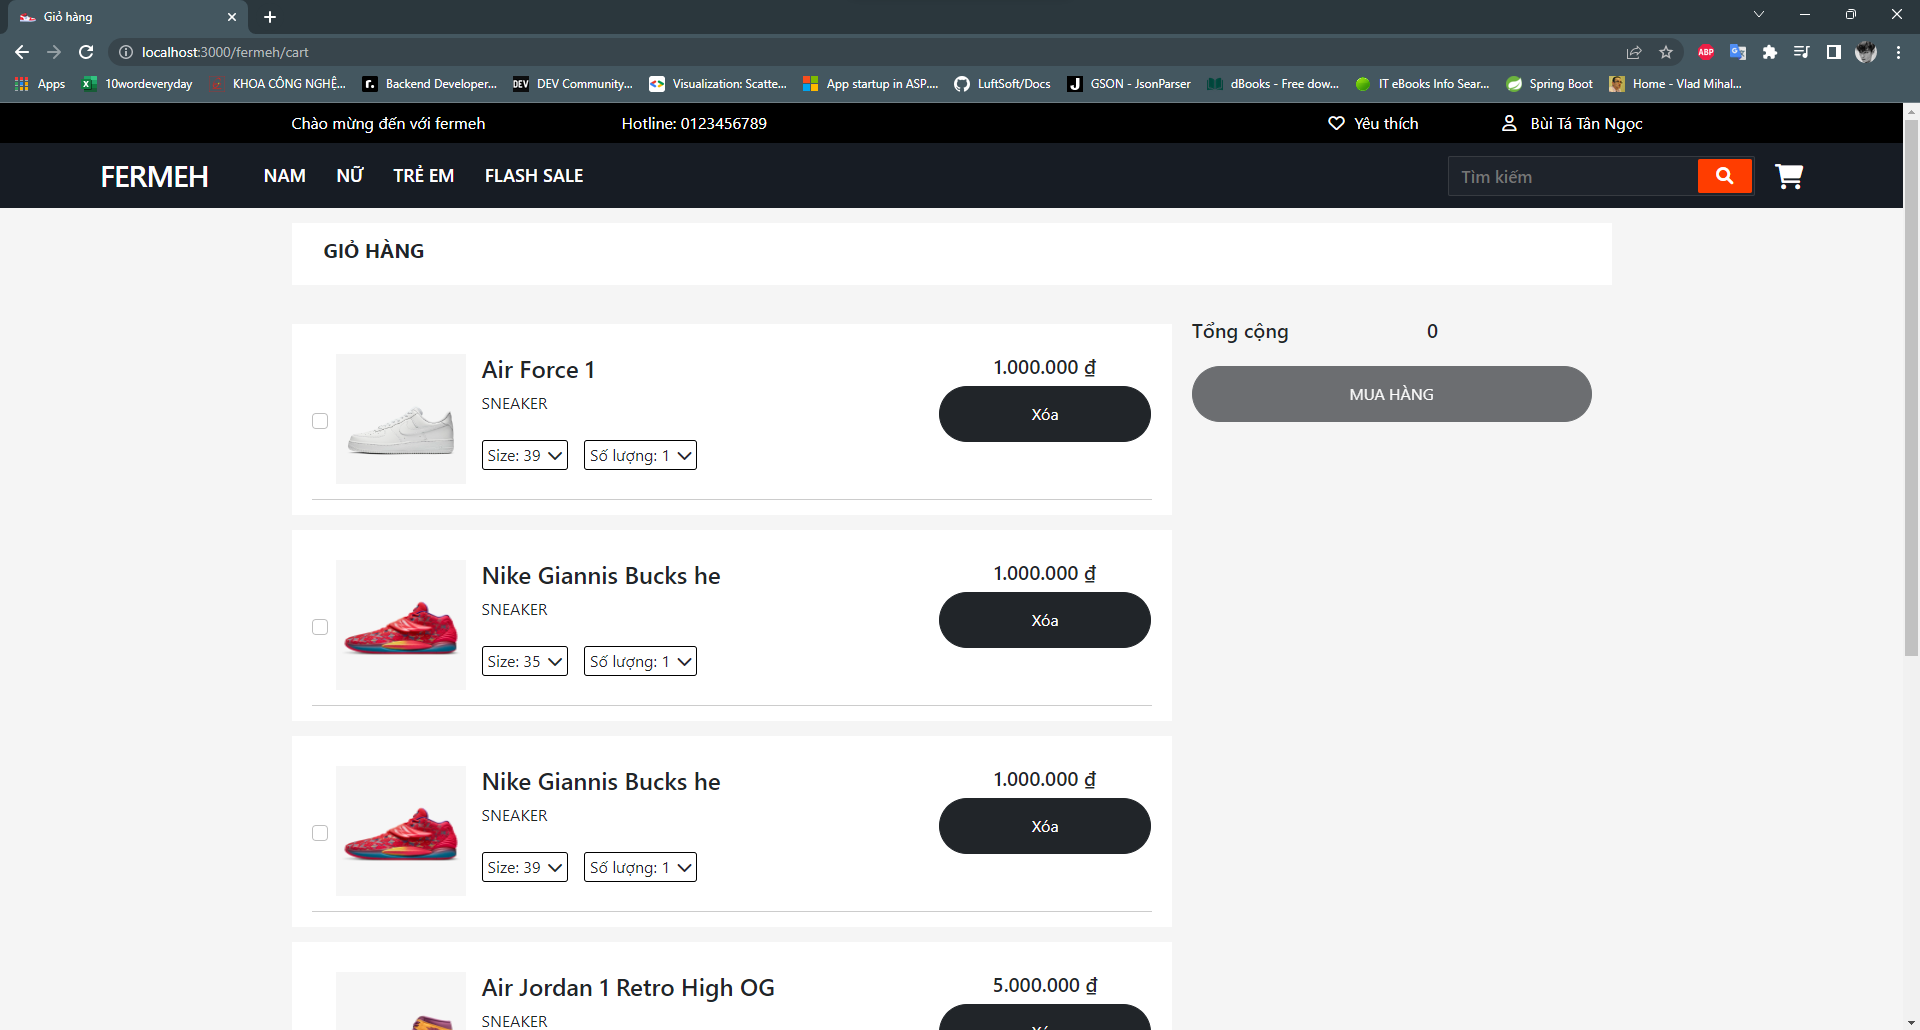 Giỏ hàng
localhost:3000/fermeh/cart
ABP
Apps
10wordeveryday
KHOA CÔNG NGHỆ...
Backend Developer...
DEV Community...
Visualization: Scatte...
App startup in ASP....
LuftSoft/Docs
GSON - JsonParser
dBooks - Free dow...
IT eBooks Info Sear...
Spring Boot
Home - Vlad Mihal...
Chào mừng đến với fermeh
Hotline: 0123456789
Yêu thích
Bùi Tá Tân Ngọc
FERMEH
NAM
NỮ
TRẺ EM
FLASH SALE
Tìm kiếm
GIỎ HÀNG
Air Force 1
SNEAKER
Size: 39
Số lượng: 1
1.000.000 ₫
Xóa
Tổng cộng
0
MUA HÀNG
Nike Giannis Bucks he
SNEAKER
Size: 35
Số lượng: 1
1.000.000 ₫
Xóa
Nike Giannis Bucks he
SNEAKER
Size: 39
Số lượng: 1
1.000.000 ₫
Xóa
Air Jordan 1 Retro High OG
SNEAKER
5.000.000 ₫